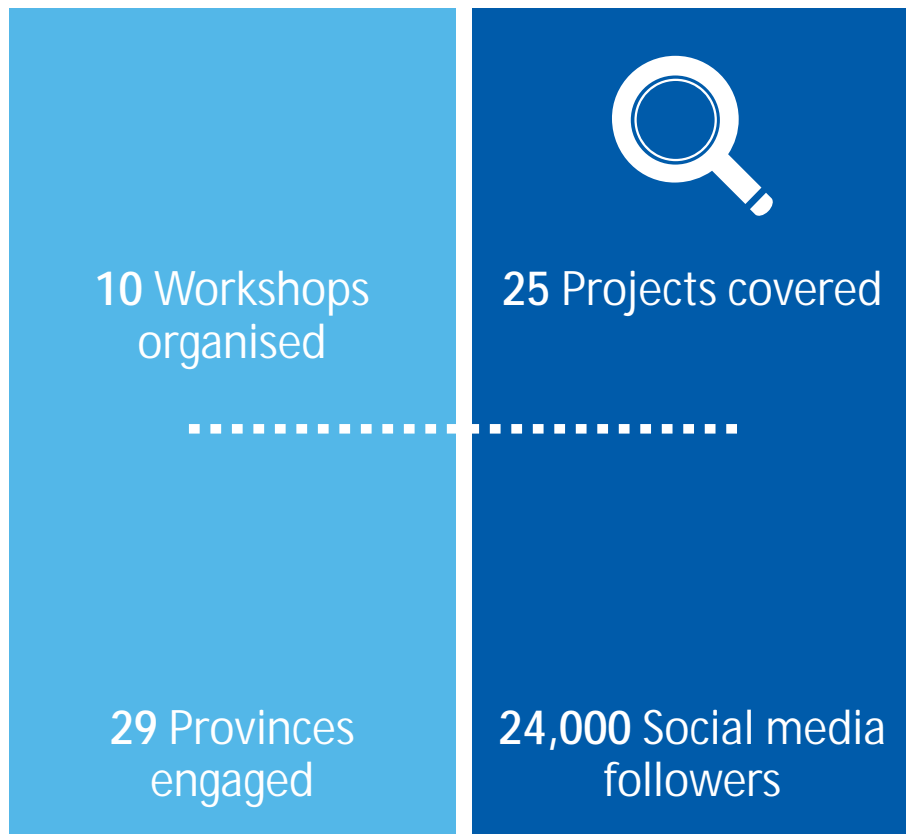 10 Workshops
organised
25 Projects covered
29 Provinces
engaged
24,000 Social media
followers